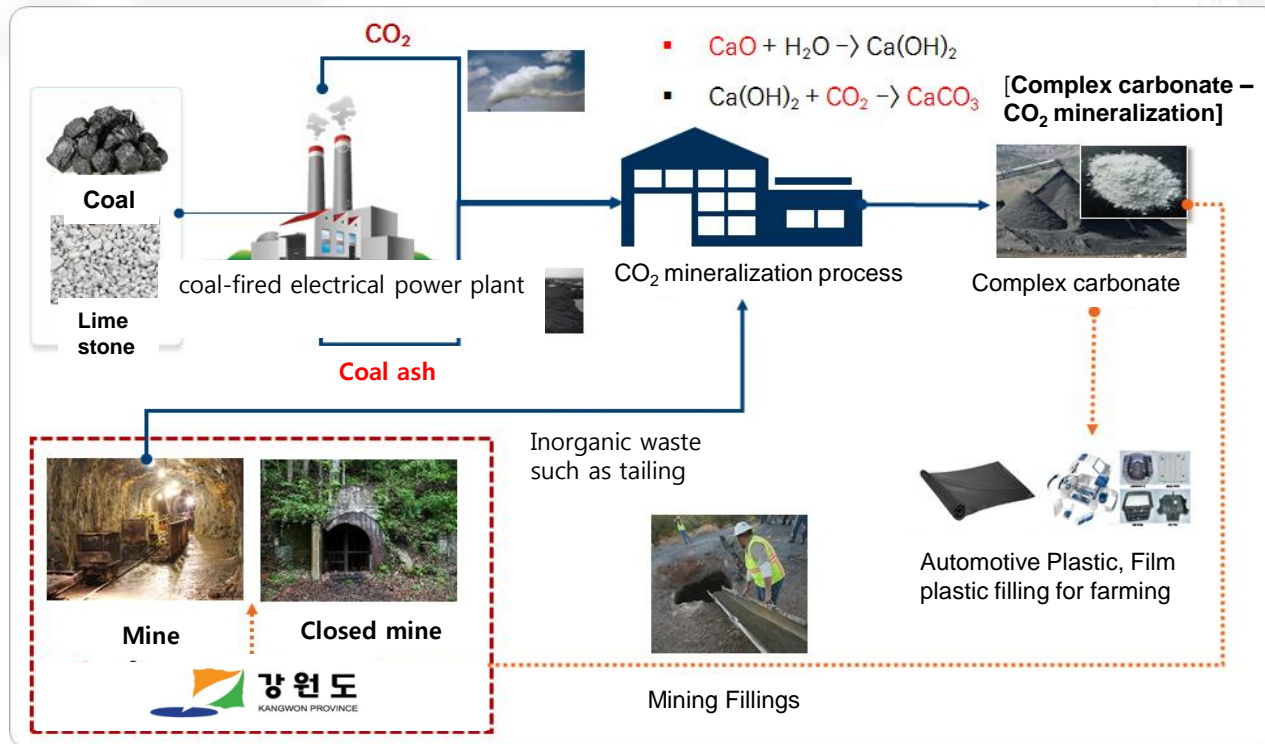 CO₂
▪ CaO + H₂O –> Ca(OH)₂
▪ Ca(OH)₂ + CO₂ –> CaCO₃
[Complex carbonate –
CO₂ mineralization]
Coal
Lime
stone
coal-fired electrical power plant
Coal ash
CO₂ mineralization process
Complex carbonate
Inorganic waste
such as tailing
Mine
Closed mine
강원도
KANGWON PROVINCE
Mining Fillings
Automotive Plastic, Film
plastic filling for farming